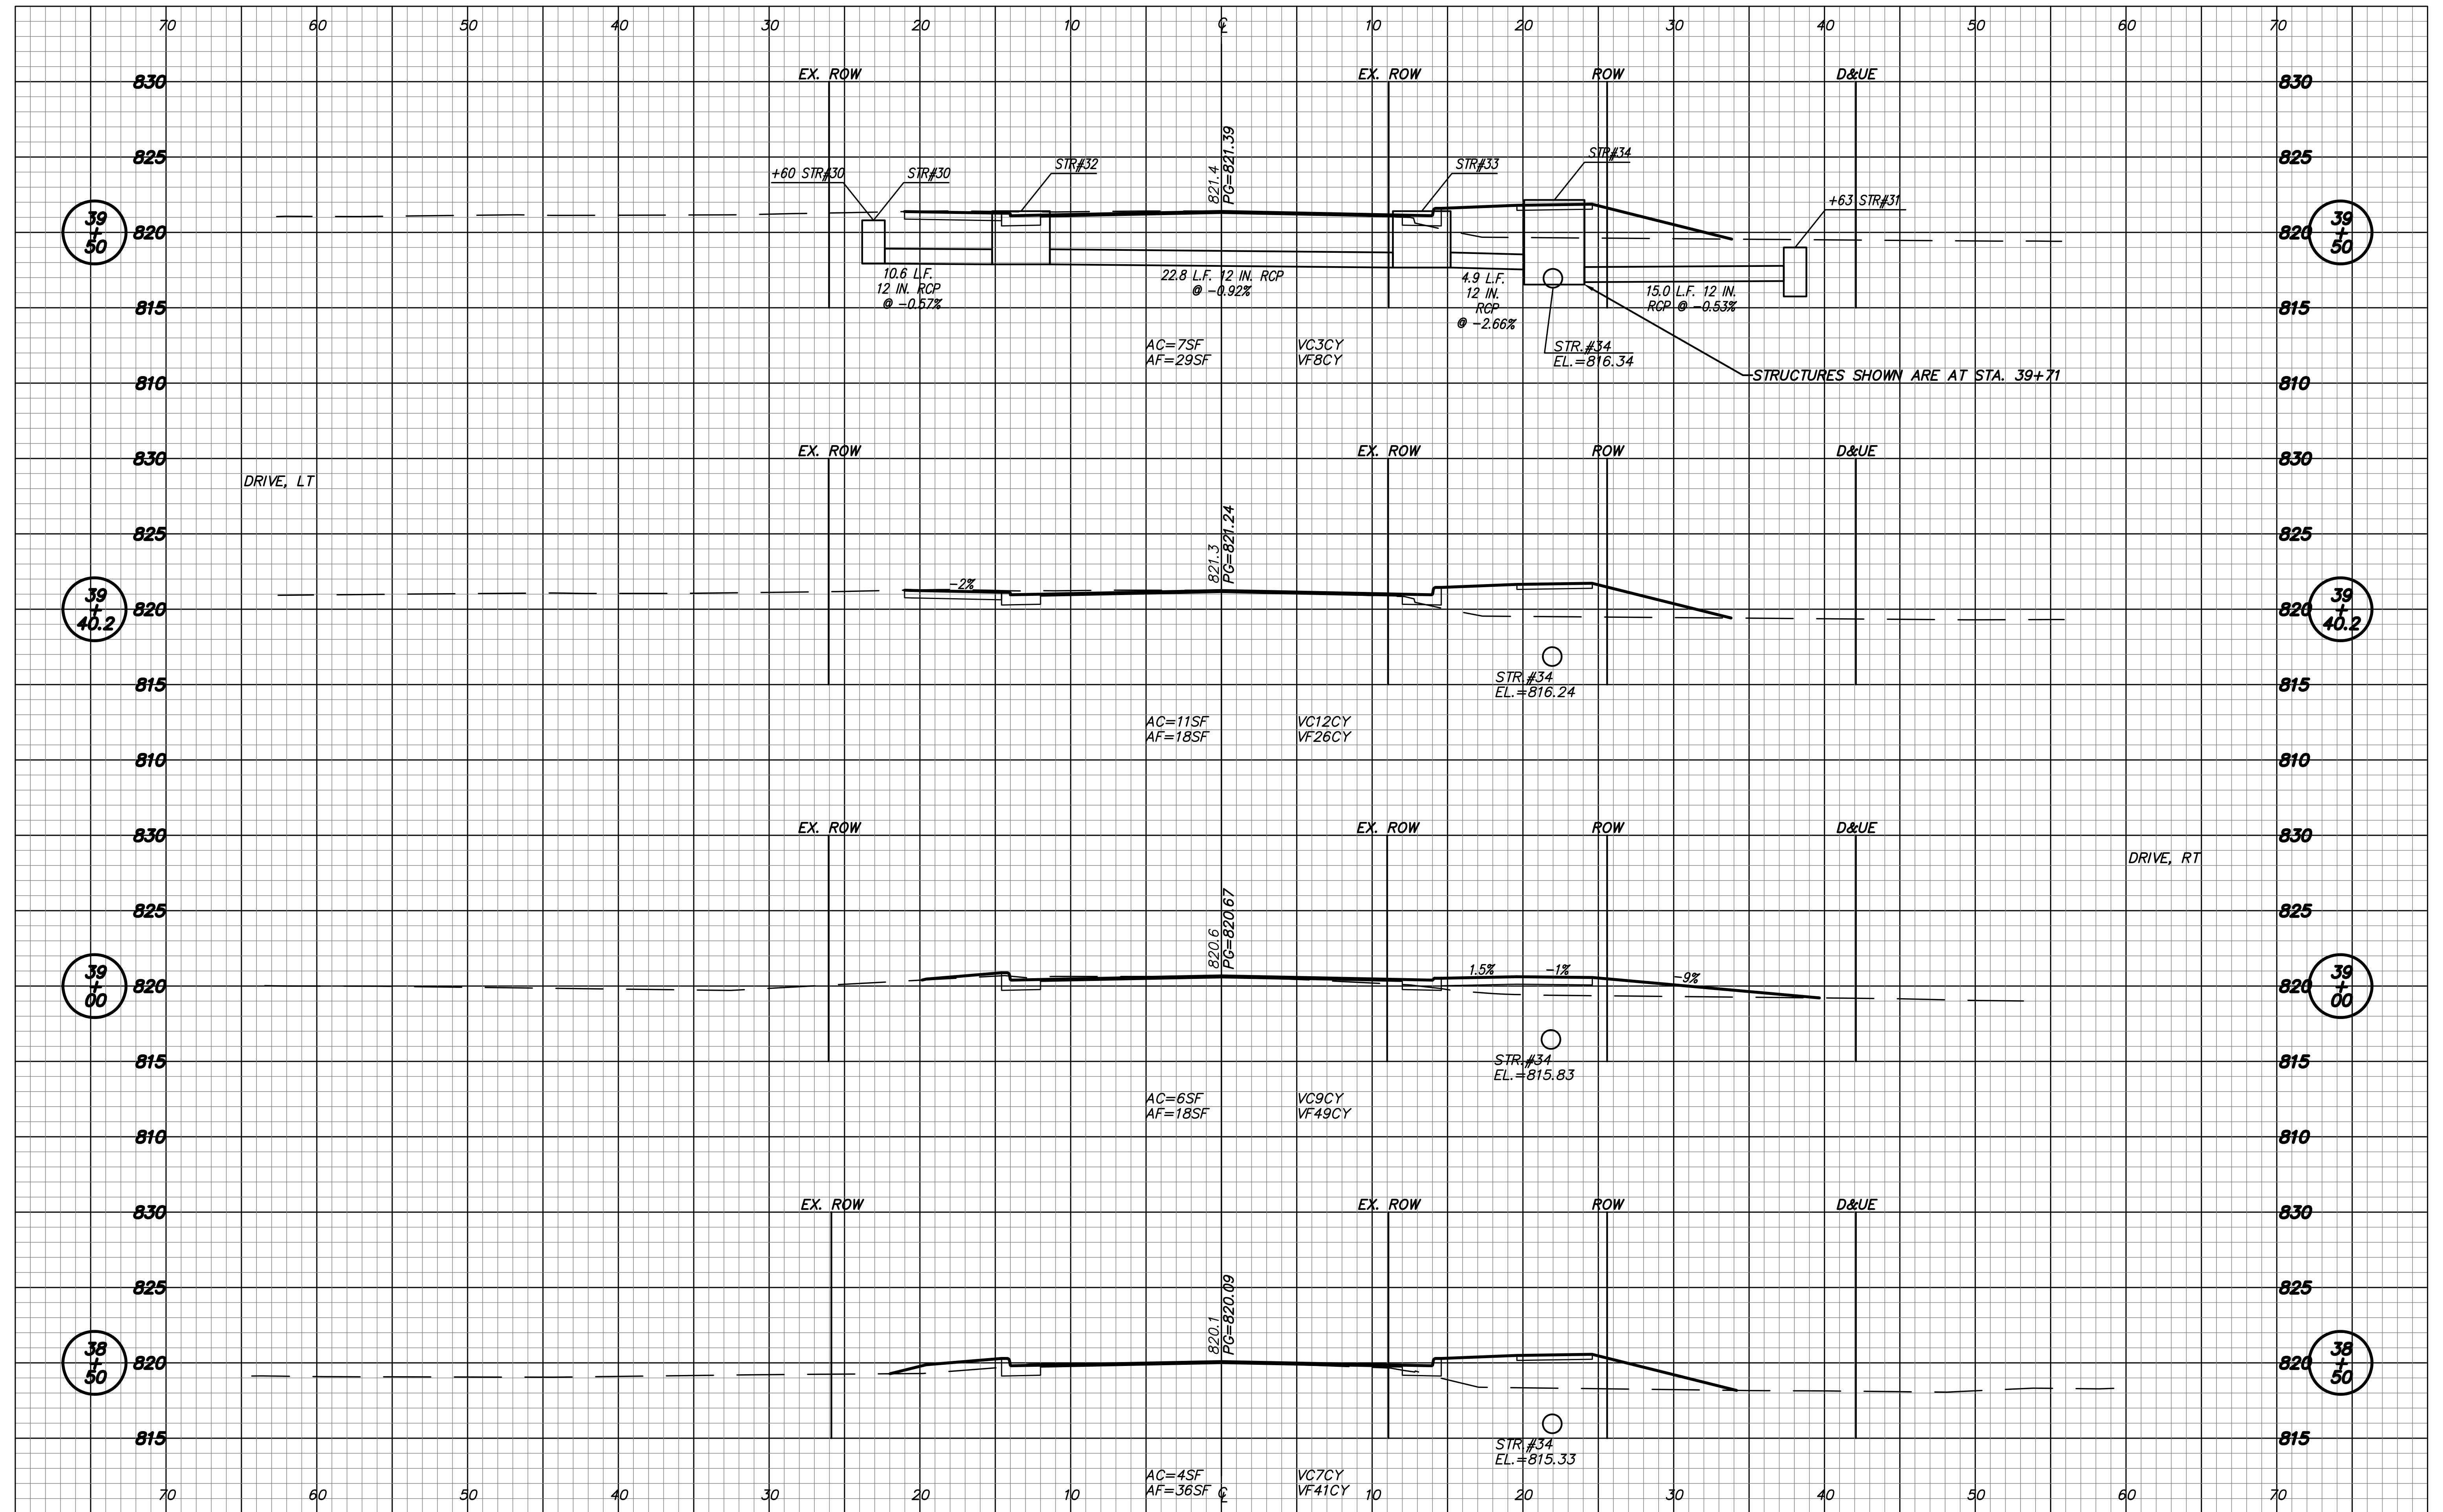 70 60 50 40 30 20 10 ℄ 10 20 30 40 50 60 70
EX. ROW EX. ROW ROW D&UE
830 830
825 825
820 820
815 815
810 810
39
+
50
39
+
50
+60 STR#30
STR#30
STR#32
821.4
PG=821.39
STR#33
STR#34
+63 STR#31
10.6 L.F.
12 IN. RCP
@ -0.57%
22.8 L.F. 12 IN. RCP
@ -0.92%
4.9 L.F.
12 IN.
RCP
@ -2.66%
15.0 L.F. 12 IN.
RCP @ -0.53%
STR.#34
EL.=816.34
STRUCTURES SHOWN ARE AT STA. 39+71
AC=7SF VC3CY
AF=29SF VF8CY
EX. ROW EX. ROW ROW D&UE
830 830
DRIVE, LT
825 825
820 820
815 815
810 810
39
+
40.2
39
+
40.2
-2%
821.3
PG=821.24
STR.#34
EL.=816.24
AC=11SF VC12CY
AF=18SF VF26CY
EX. ROW EX. ROW ROW D&UE
830 830
DRIVE, RT
825 825
820 820
815 815
810 810
39
+
00
39
+
00
820.6
PG=820.67
1.5% -1% -9%
STR.#34
EL.=815.83
AC=6SF VC9CY
AF=18SF VF49CY
EX. ROW EX. ROW ROW D&UE
830 830
825 825
820 820
815 815
38
+
50
38
+
50
820.1
PG=820.09
STR.#34
EL.=815.33
AC=4SF VC7CY
AF=36SF VF41CY
70 60 50 40 30 20 10 ℄ 10 20 30 40 50 60 70